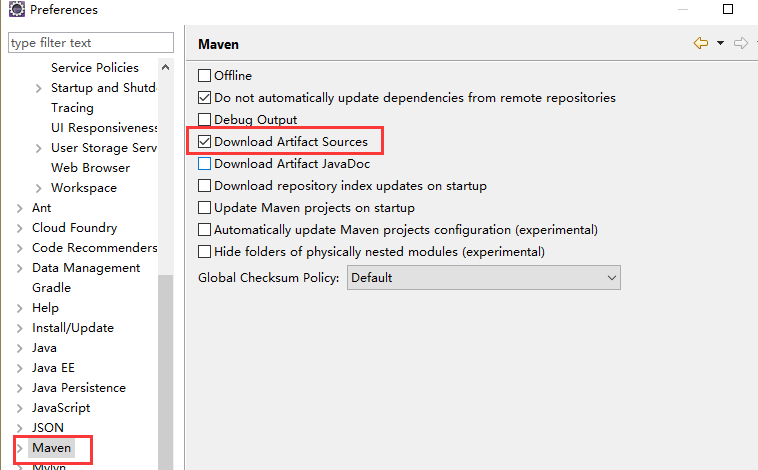 Preferences
type filter text
Service Policies
Startup and Shutd
Tracing
UI Responsiveness
User Storage Serv
Web Browser
Workspace
Ant
Cloud Foundry
Code Recommenders
Data Management
Gradle
Help
Install/Update
Java
Java EE
Java Persistence
JavaScript
JSON
Maven
Mylyn
Maven
Offline
Do not automatically update dependencies from remote repositories
Debug Output
Download Artifact Sources
Download Artifact JavaDoc
Download repository index updates on startup
Update Maven projects on startup
Automatically update Maven projects configuration (experimental)
Hide folders of physically nested modules (experimental)
Global Checksum Policy: Default